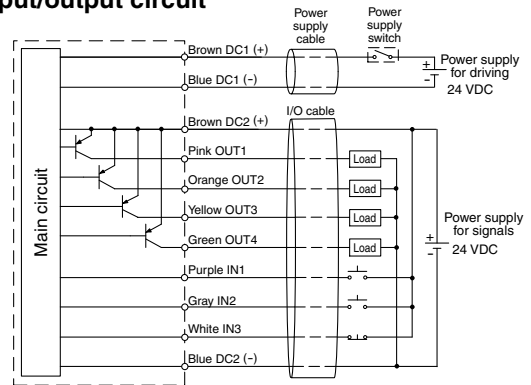 put/output circuit
Power supply cable
Power supply switch
Brown DC1 (+)
Blue DC1 (-)
+
-
Power supply for driving 24 VDC
I/O cable
Brown DC2 (+)
Pink OUT1
Load
Orange OUT2
Load
Yellow OUT3
Load
Green OUT4
Load
Main circuit
+
-
Power supply for signals 24 VDC
Purple IN1
Gray IN2
White IN3
Blue DC2 (-)